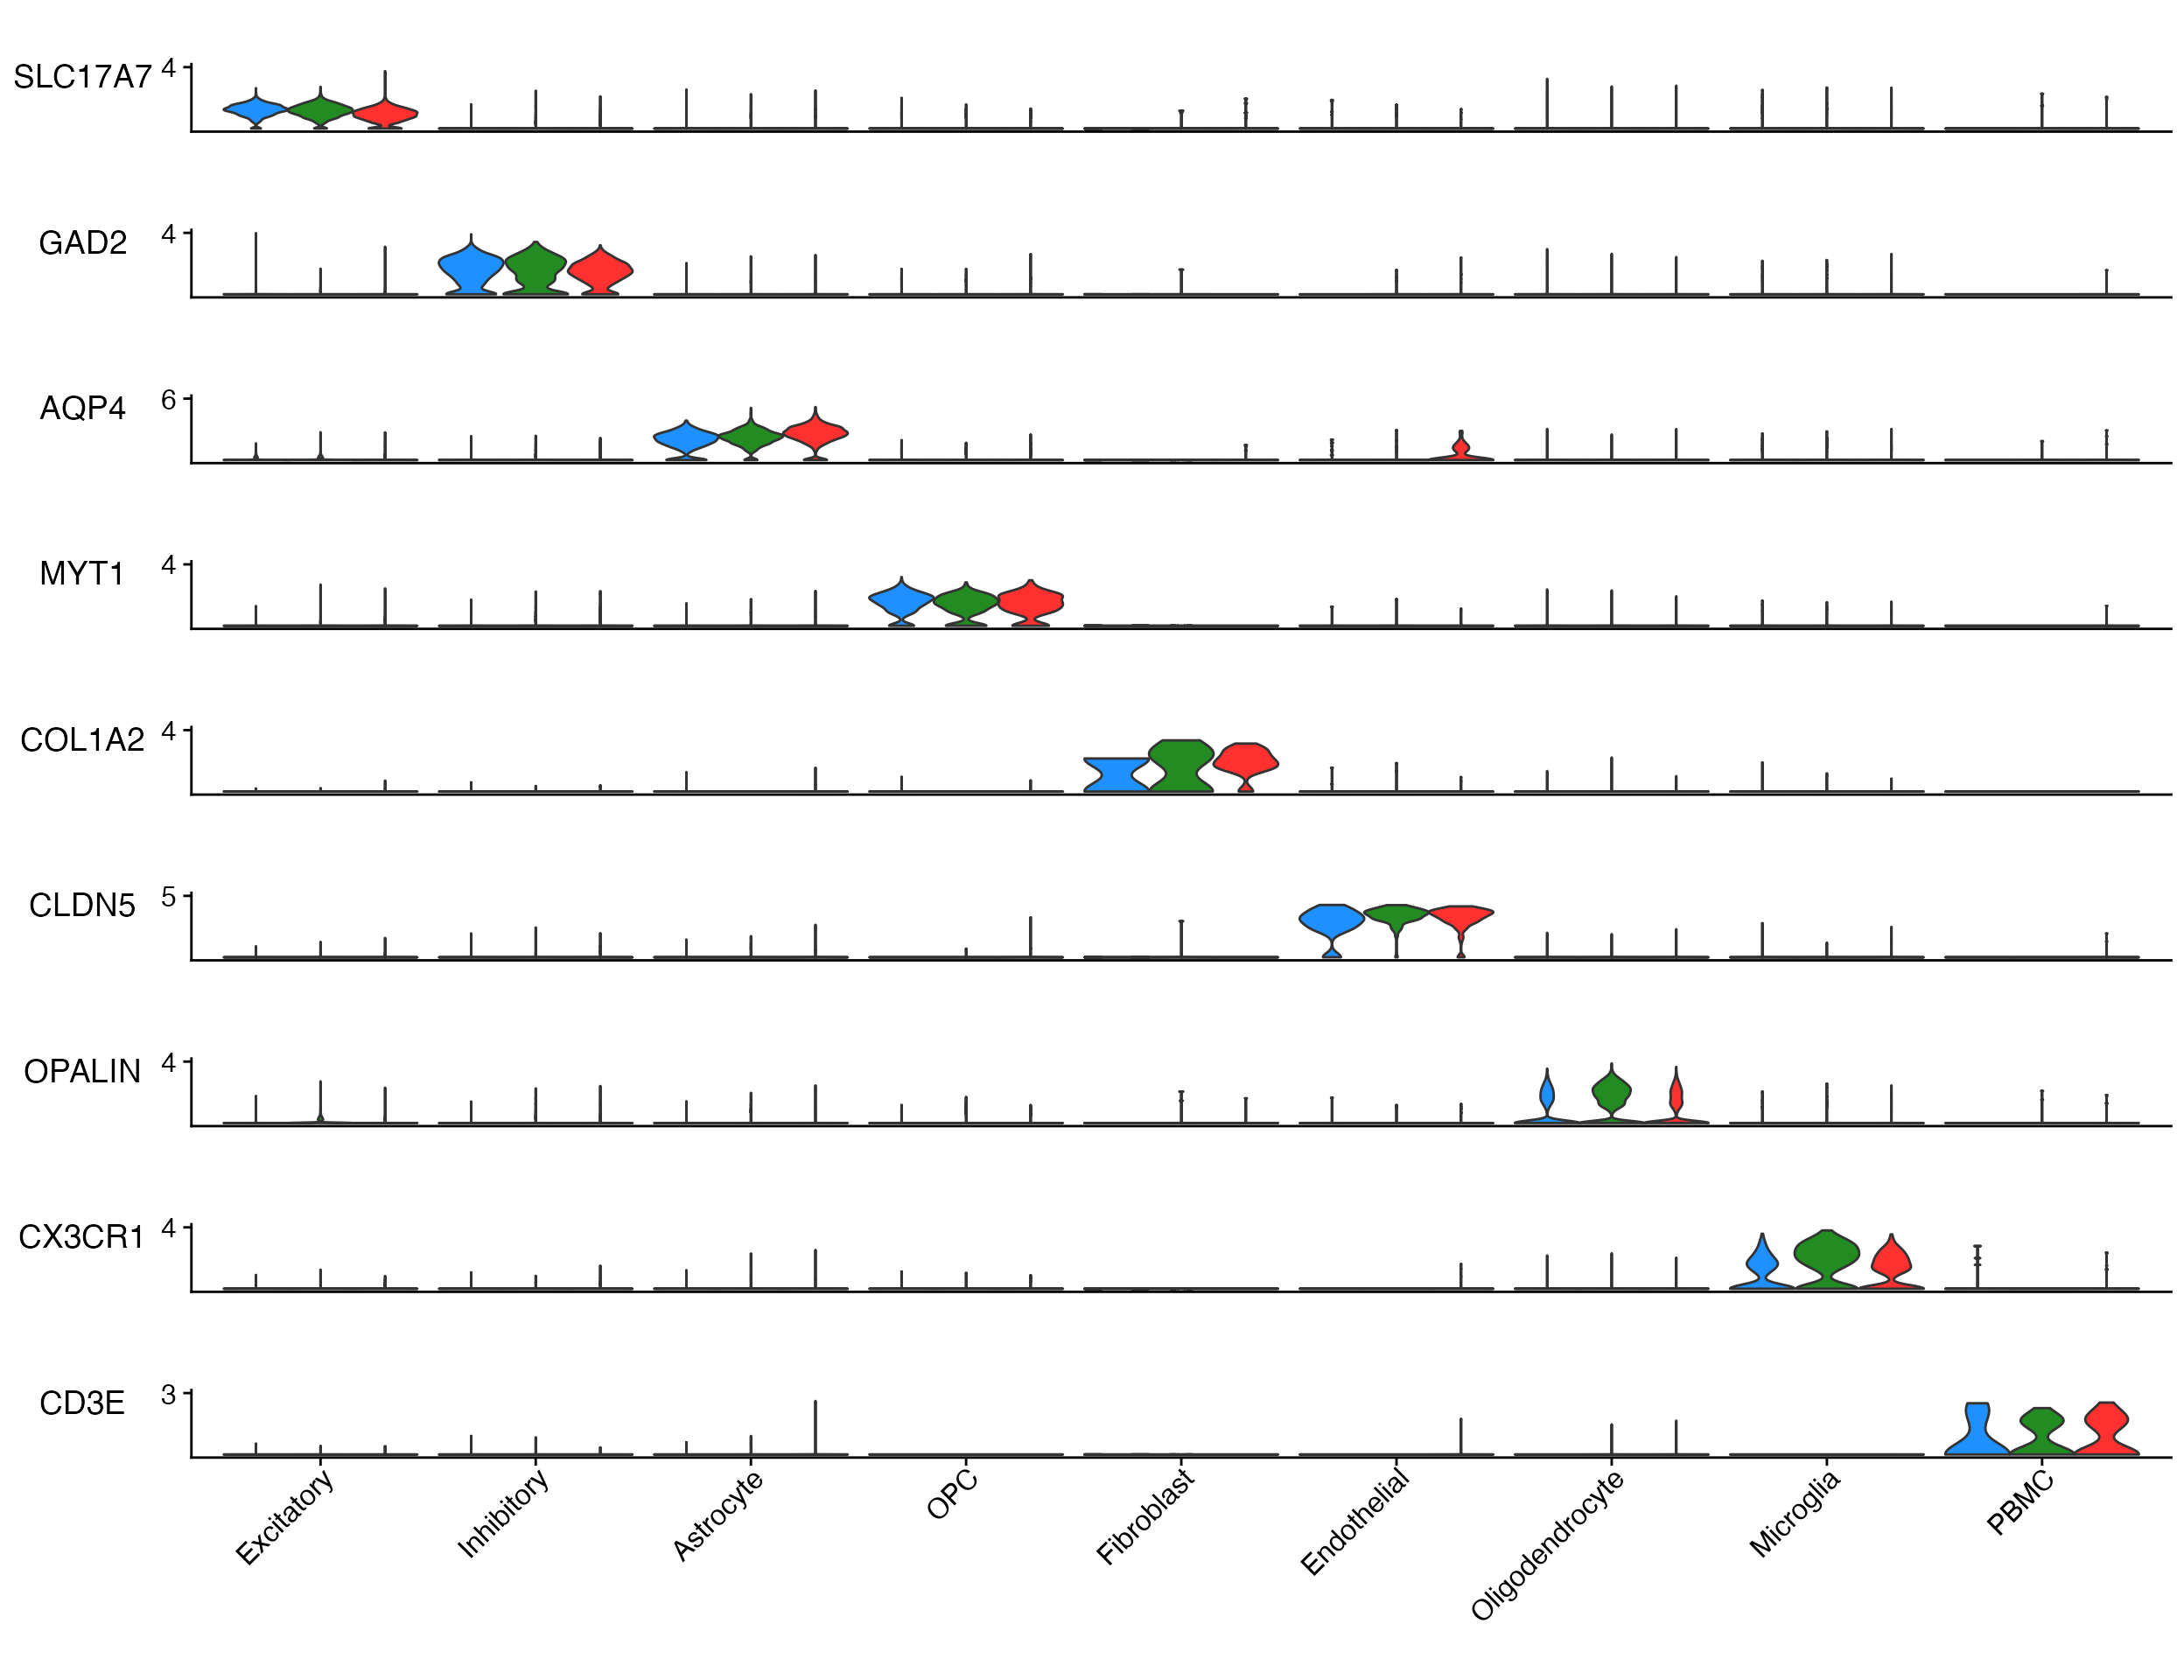 SLC17A7 4
GAD2 4
AQP4 6
MYT1 4
COL1A2 4
CLDN5 5
OPALIN 4
CX3CR1 4
CD3E 3
Excitatory Inhibitory Astrocyte OPC Fibroblast Endothelial Oligodendrocyte Microglia PBMC